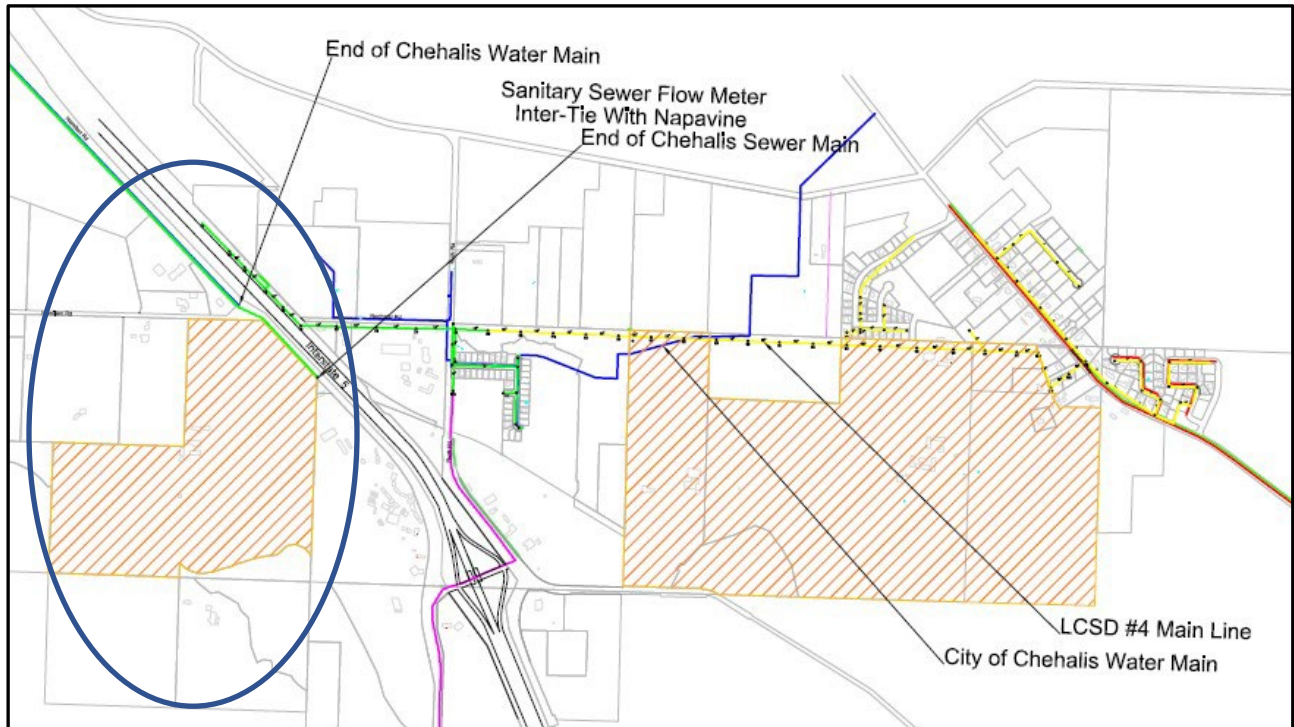 End of Chehalis Water Main
Sanitary Sewer Flow Meter
Inter-Tie With Napavine
End of Chehalis Sewer Main
Interstate 5
LCSD #4 Main Line
City of Chehalis Water Main